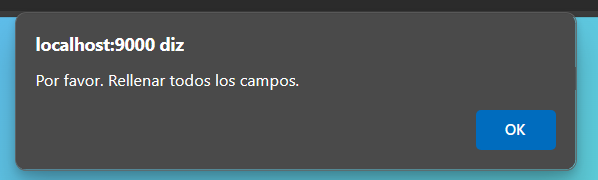 localhost:9000 diz
Por favor. Rellenar todos los campos.
OK